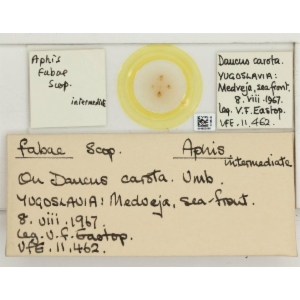 Aphis
fabae
Scop.
intermediate
Daucus carota.
YUGOSLAVIA:
Medveja, sea front.
8. viii. 1967.
Leg. V.F. Eastop.
VFE. 11.462.
fabae Scop. Aphis
intermediate
On Daucus carota. Umb.
YUGOSLAVIA: Medveja, sea-front.
8. viii. 1967.
Leg. V.F. Eastop.
VFE. 11.462.